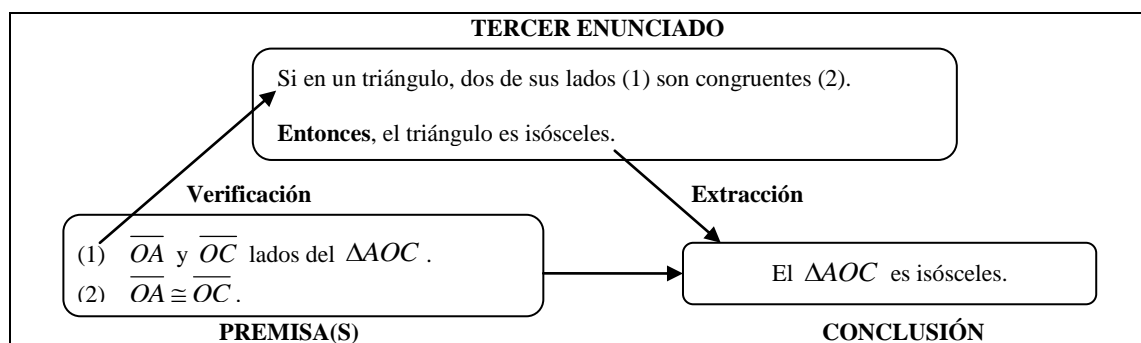 TERCER ENUNCIADO
Si en un triángulo, dos de sus lados (1) son congruentes (2).
Entonces, el triángulo es isósceles.
Verificación
Extracción
(1) OA y OC lados del ΔAOC.
(2) OA ≅ OC.
El ΔAOC es isósceles.
PREMISA(S)
CONCLUSIÓN